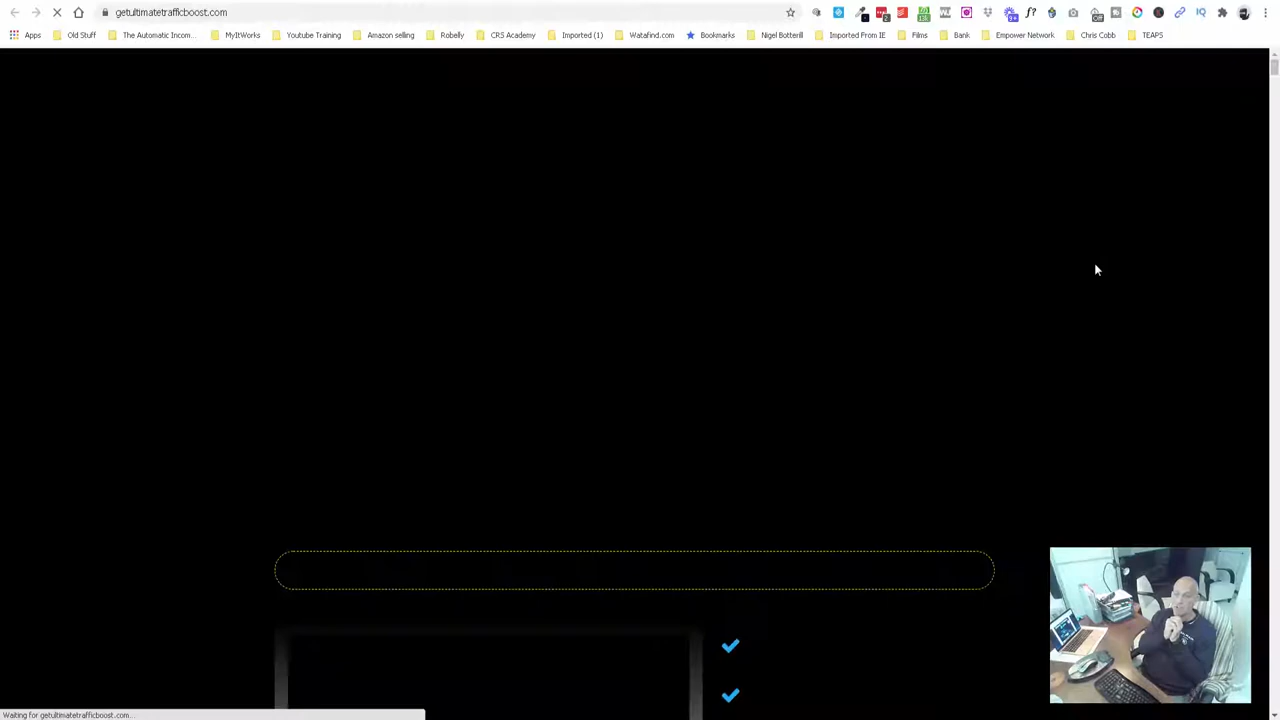 getultimatetrafficboost.com
Apps
Old Stuff
The Automatic Incom...
MyItWorks
Youtube Training
Amazon selling
Robelly
CRS Academy
Imported (1)
Watafind.com
Bookmarks
Nigel Botterill
Imported From IE
Films
Bank
Empower Network
Chris Cobb
TEAPS
Waiting for getultimatetrafficboost.com...